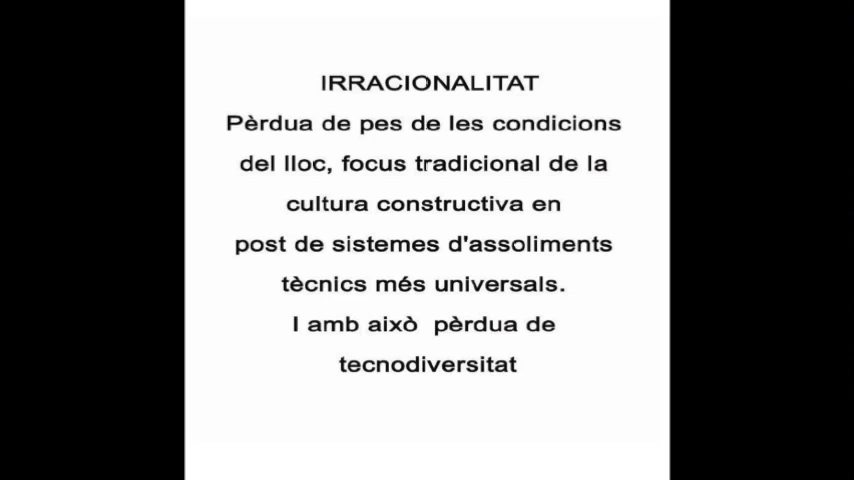 IRRACIONALITAT
Pèrdua de pes de les condicions
del lloc, focus tradicional de la
cultura constructiva en
post de sistemes d'assoliments
tècnics més universals.
I amb això pèrdua de
tecnodiversitat